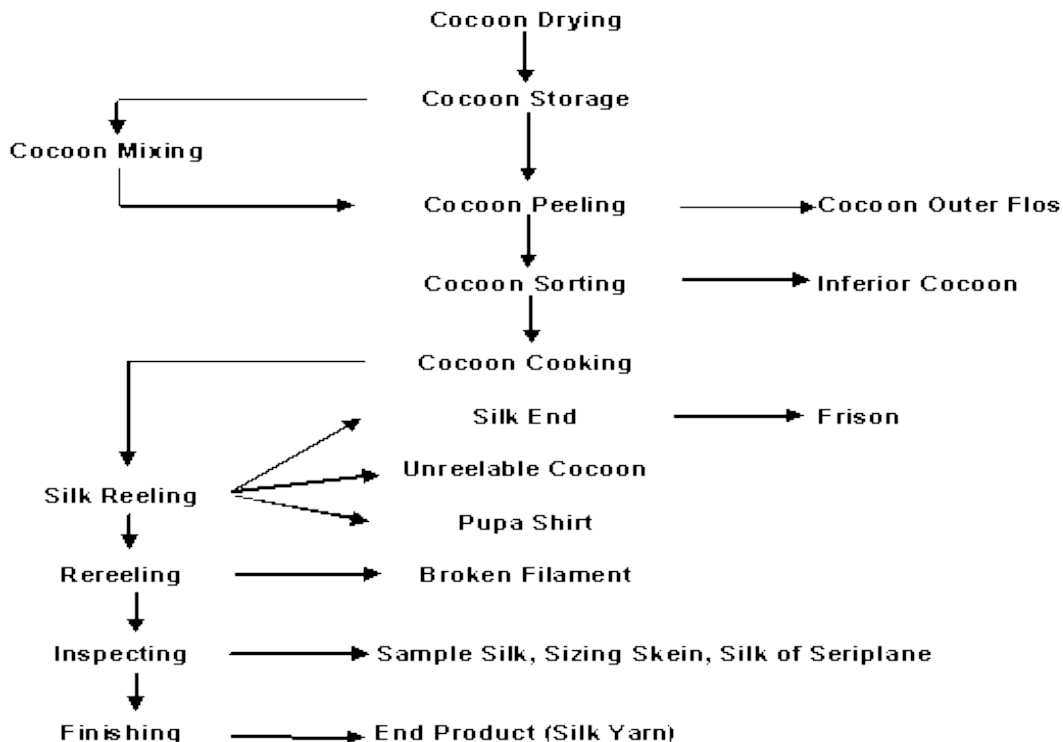 Cocoon Drying
Cocoon Storage
Cocoon Mixing
Cocoon Peeling
Cocoon Outer Flos
Cocoon Sorting
Inferior Cocoon
Cocoon Cooking
Silk End
Frison
Unreelable Cocoon
Silk Reeling
Pupa Shirt
Rereeling
Broken Filament
Inspecting
Sample Silk, Sizing Skein, Silk of Seriplane
Finishing
End Product (Silk Yarn)